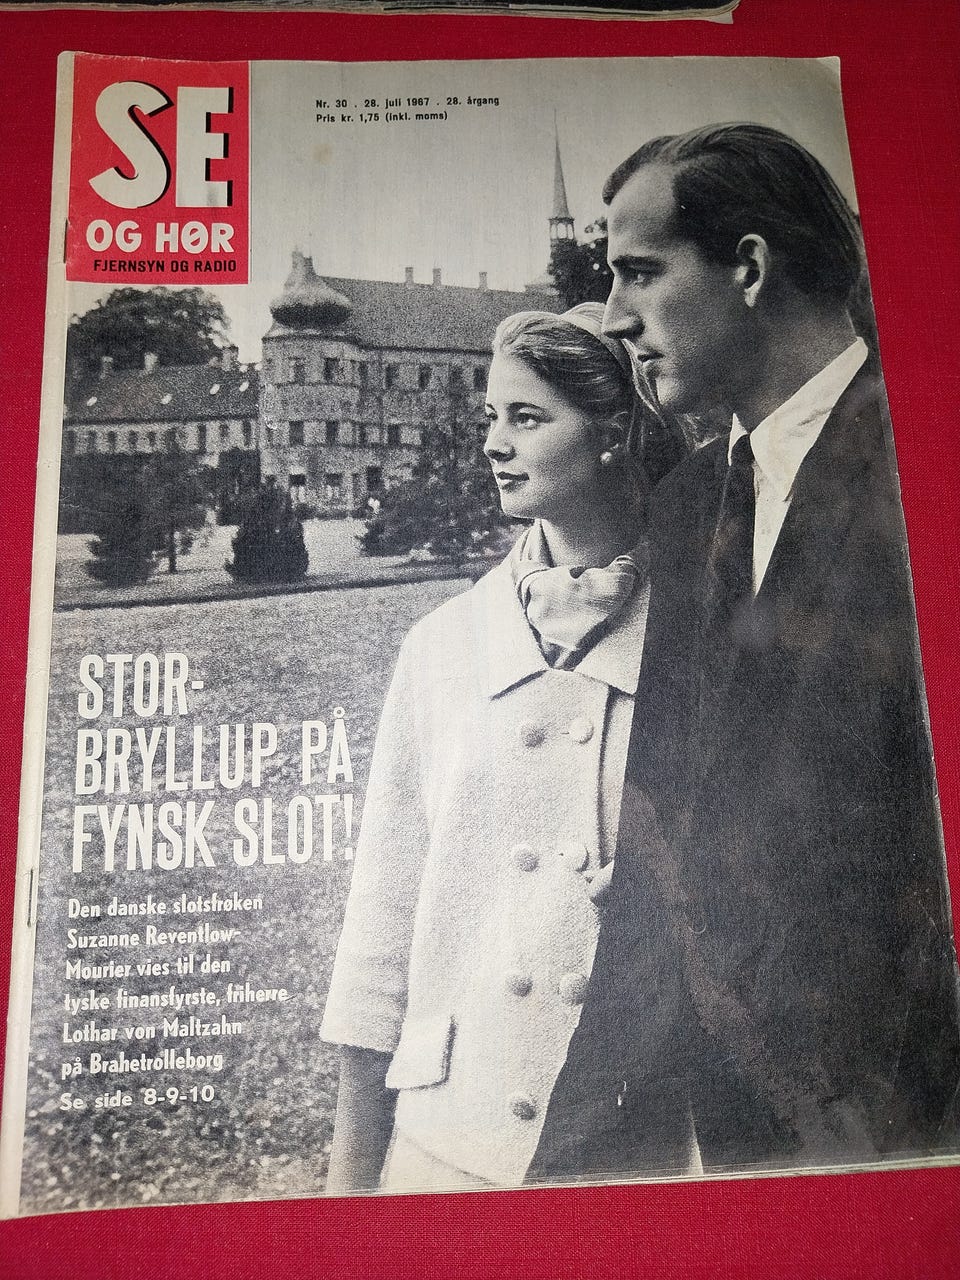 SE
OG HØR
FJERNSYN OG RADIO
Nr. 30 . 28. juli 1967 . 28. årgang
Pris kr. 1,75 (inkl. moms)
STOR-
BRYLLUP PÅ
FYNSK SLOT!
Den danske slotsfrøken
Suzanne Reventlow-
Mourier vies til den
tyske finansfyrste, friherre
Lothar von Maltzahn
på Brahetrolleborg
Se side 8-9-10